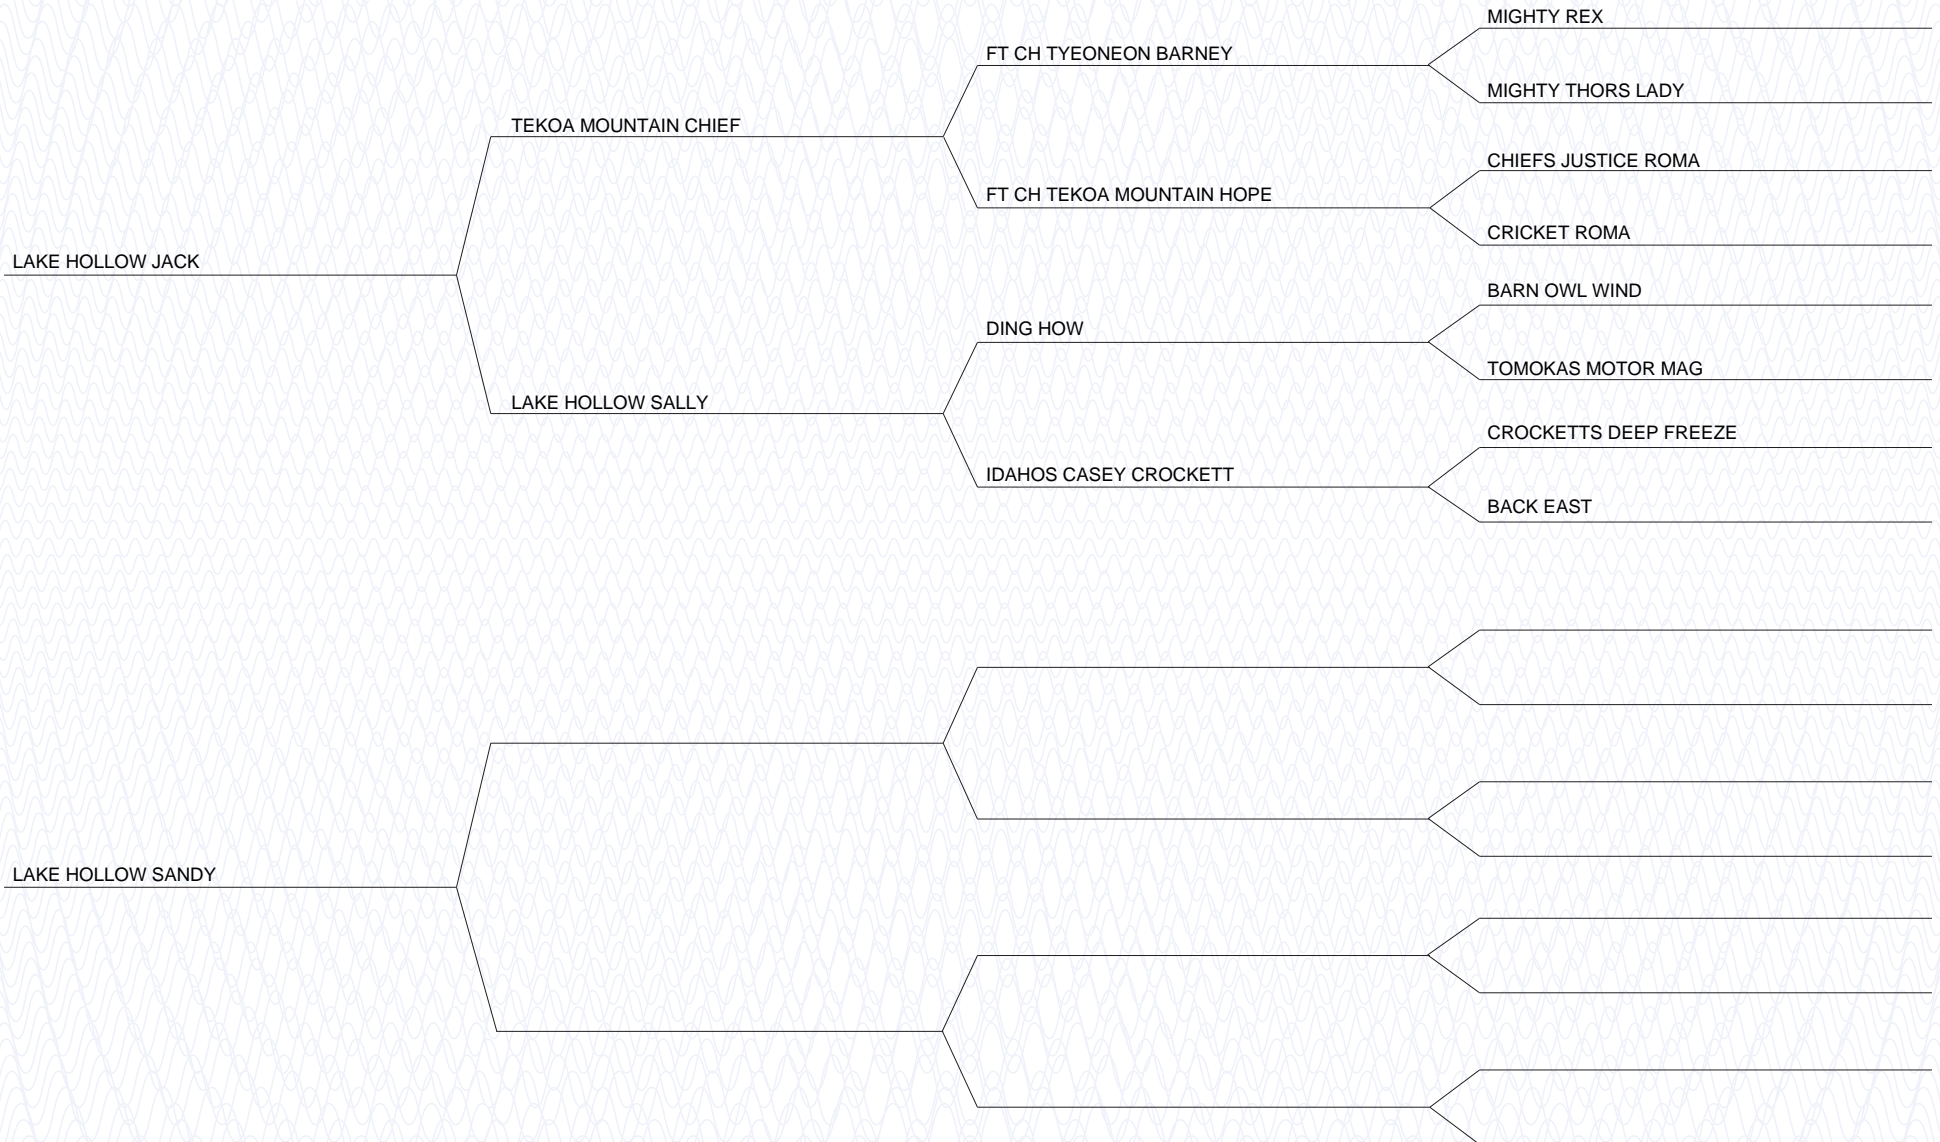 MIGHTY REX
FT CH TYEONEON BARNEY
MIGHTY THORS LADY
TEKOA MOUNTAIN CHIEF
CHIEFS JUSTICE ROMA
FT CH TEKOA MOUNTAIN HOPE
CRICKET ROMA
LAKE HOLLOW JACK
BARN OWL WIND
DING HOW
TOMOKAS MOTOR MAG
LAKE HOLLOW SALLY
CROCKETTS DEEP FREEZE
IDAHOS CASEY CROCKETT
BACK EAST
LAKE HOLLOW SANDY